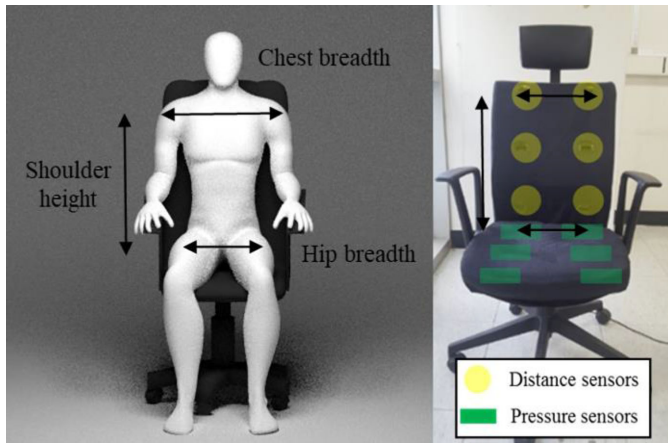 Chest breadth
Shoulder
height
Hip breadth
Distance sensors
Pressure sensors